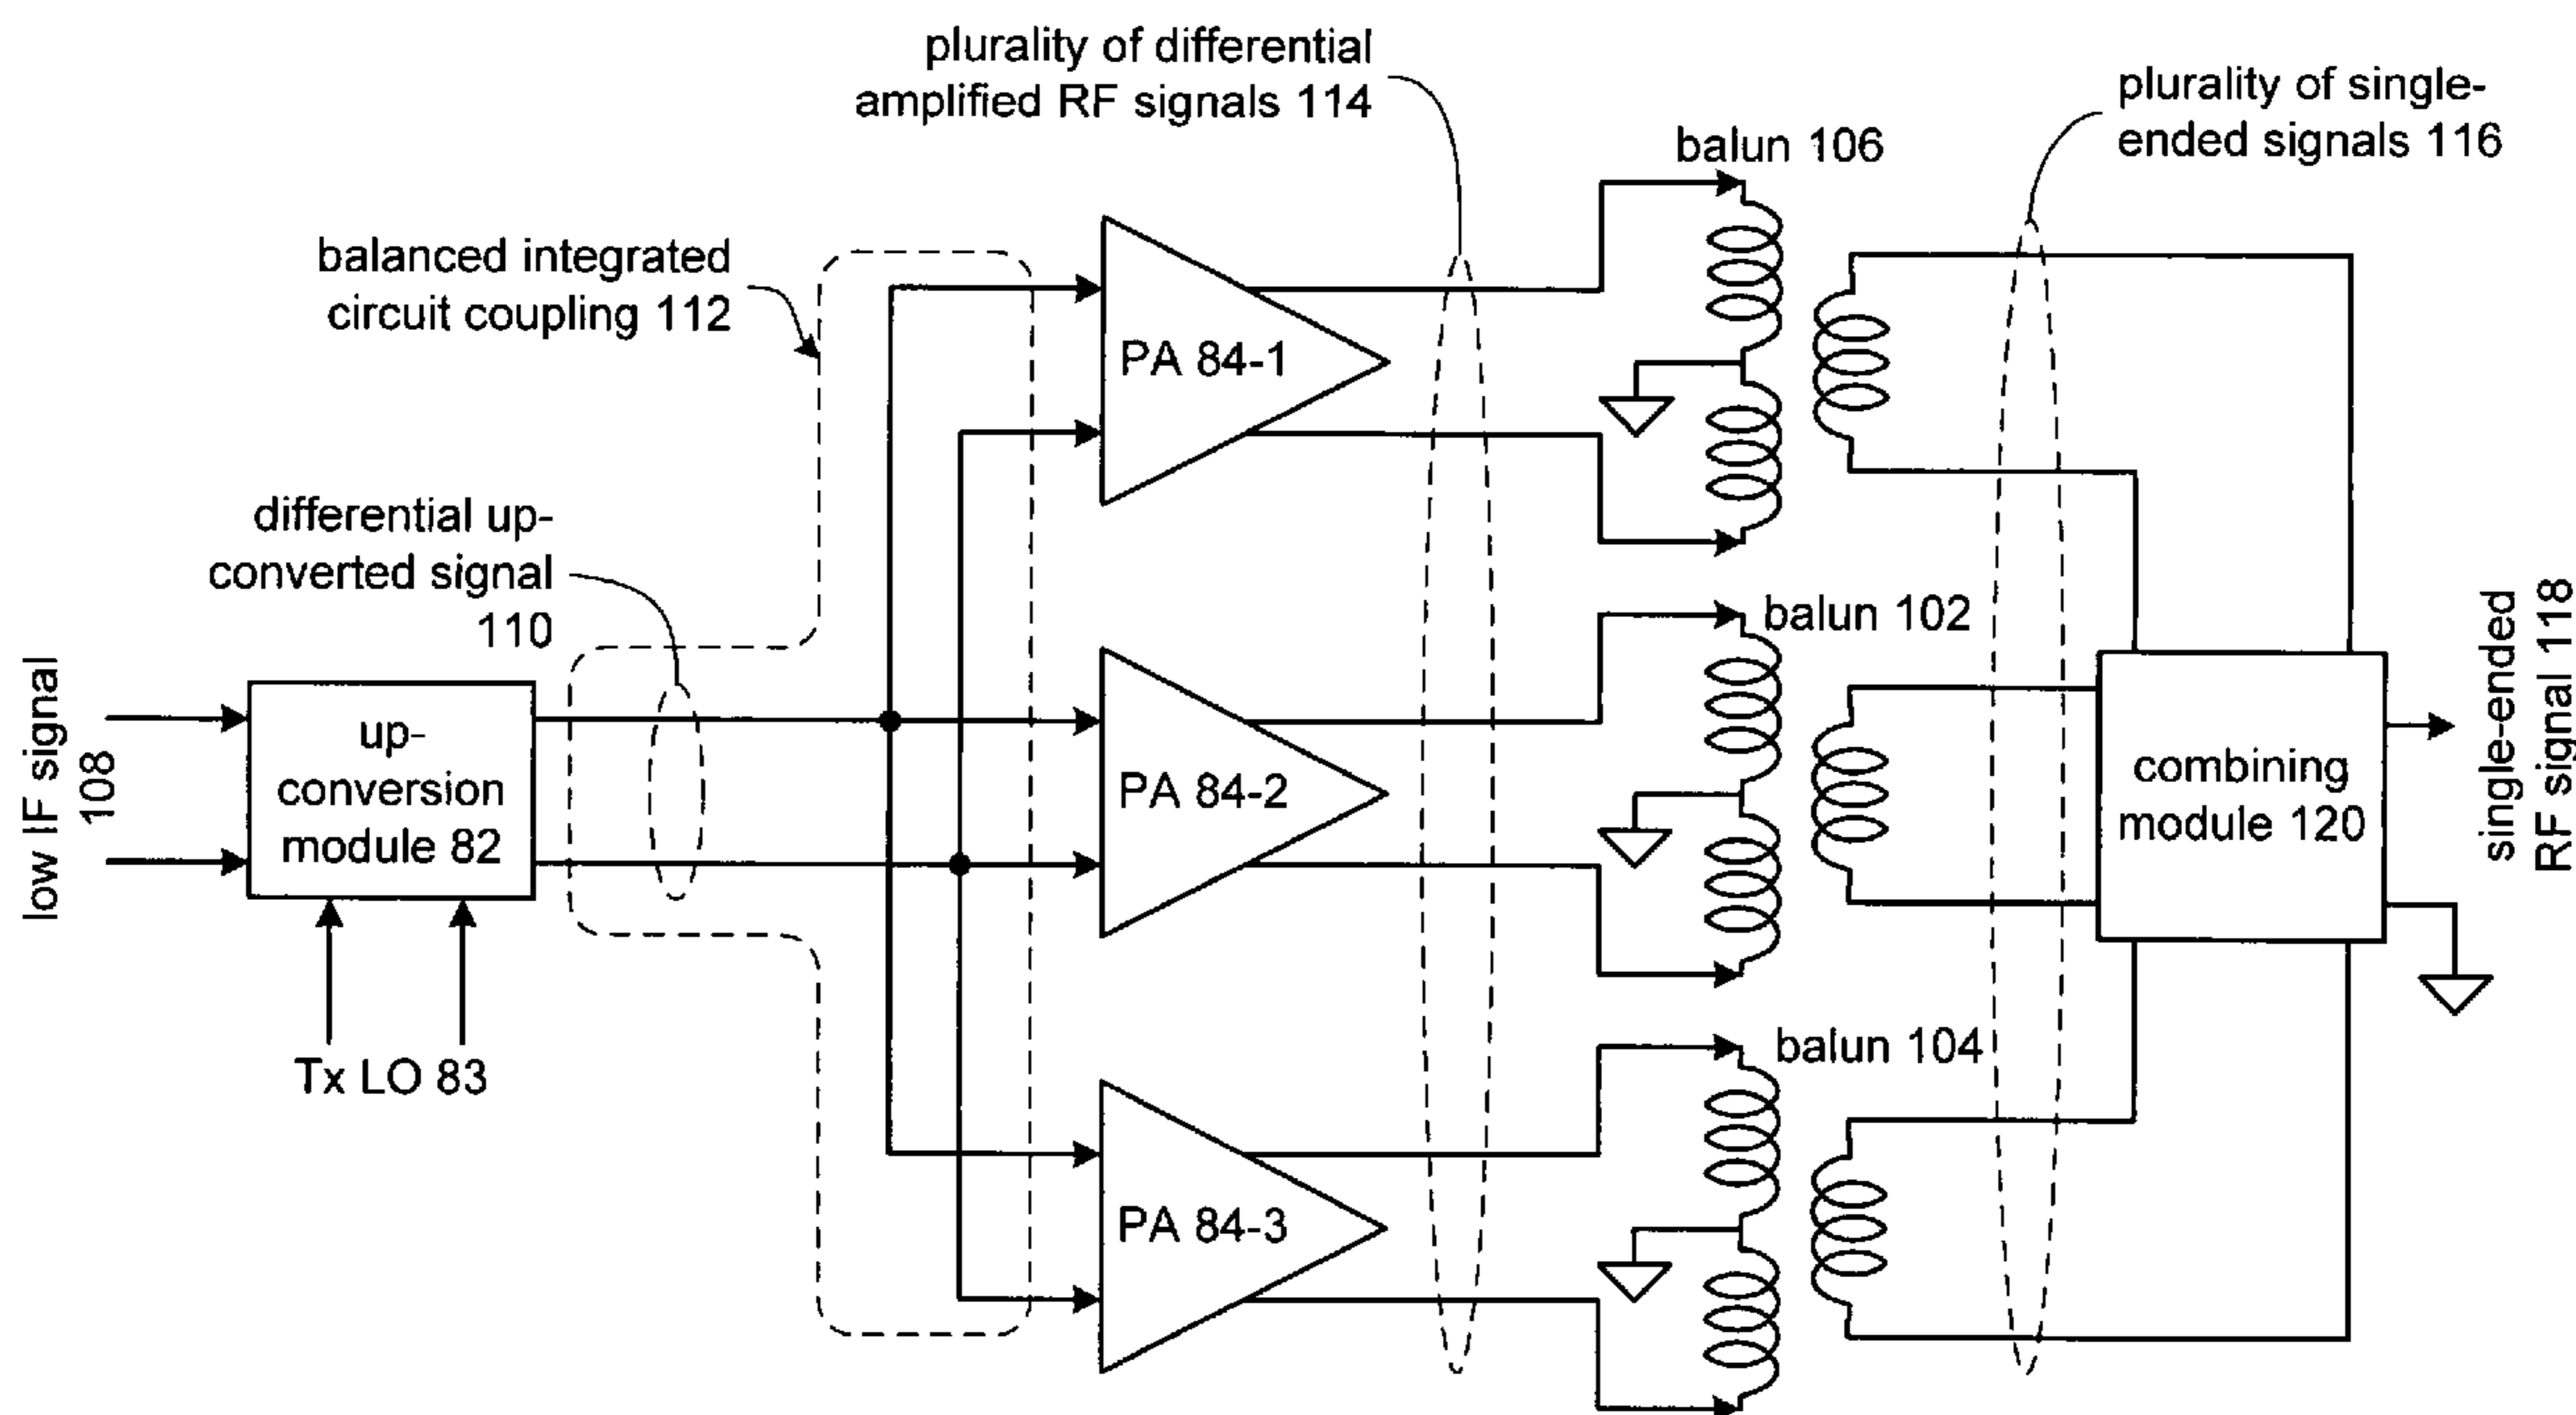 plurality of differential
amplified RF signals 114
plurality of single-
ended signals 116
balun 106
balanced integrated
circuit coupling 112
PA 84-1
differential up-
converted signal
110
balun 102
low IF signal
108
up-
conversion
module 82
PA 84-2
combining
module 120
single-ended
RF signal 118
Tx LO 83
balun 104
PA 84-3